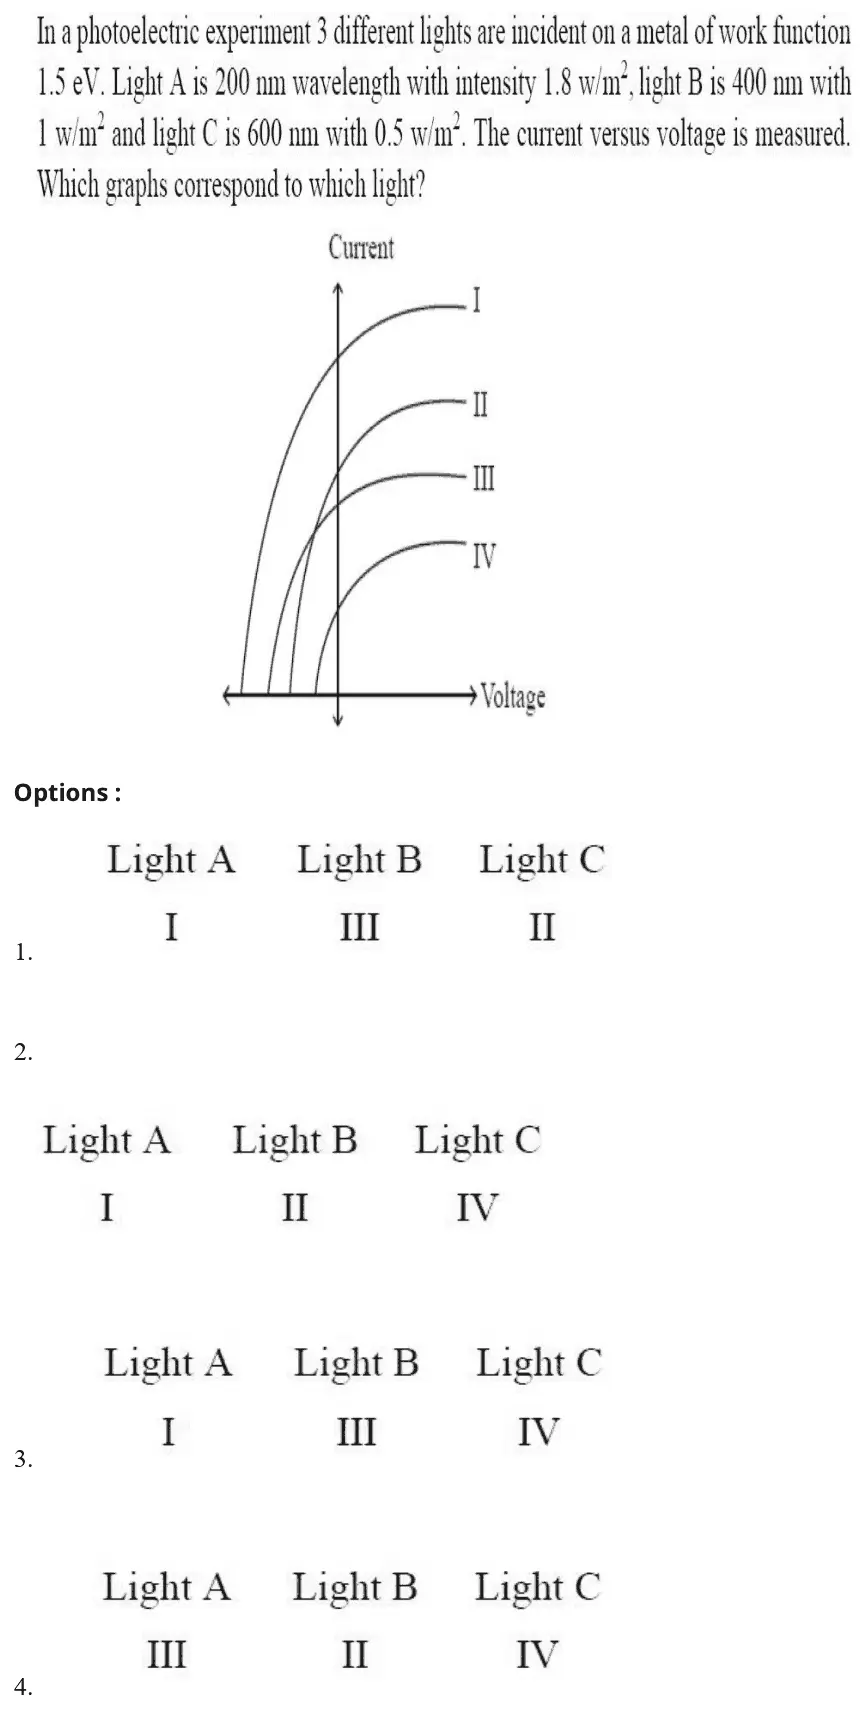 In a photoelectric experiment 3 different lights are incident on a metal of work function
1.5 eV. Light A is 200 nm wavelength with intensity 1.8 w/m², light B is 400 nm with
1 w/m² and light C is 600 nm with 0.5 w/m². The current versus voltage is measured.
Which graphs correspond to which light?
Current
I
II
III
IV
Voltage
Options :
Light A Light B Light C
I III II
1.
2.
Light A Light B Light C
I II IV
Light A Light B Light C
I III IV
3.
Light A Light B Light C
III II IV
4.